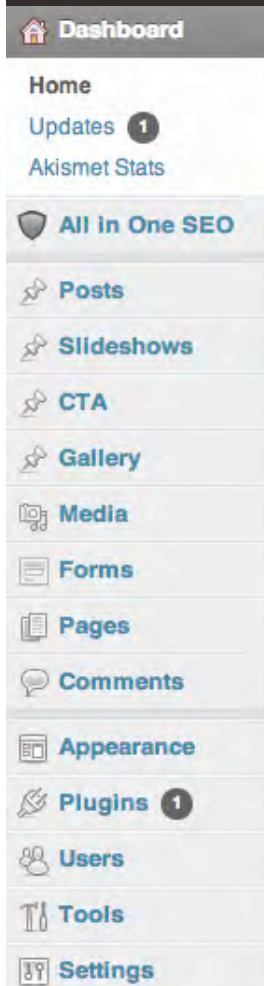 Dashboard
Home
Updates 1
Akismet Stats
All in One SEO
Posts
Slideshows
CTA
Gallery
Media
Forms
Pages
Comments
Appearance
Plugins 1
Users
Tools
Settings